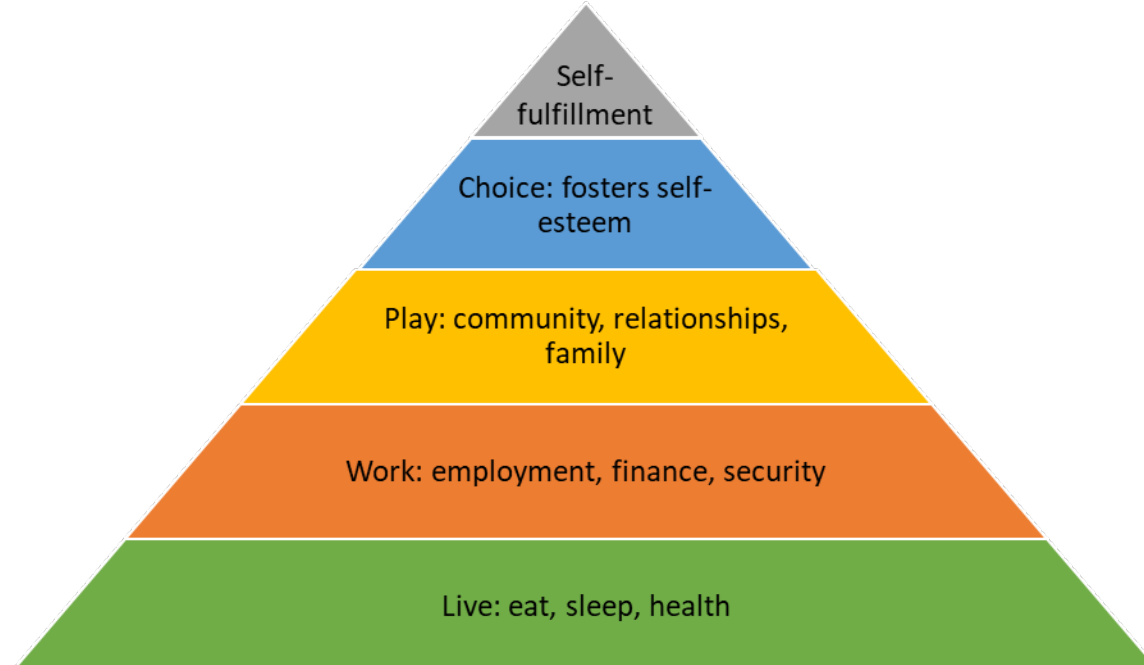 Self-
fulfillment
Choice: fosters self-
esteem
Play: community, relationships,
family
Work: employment, finance, security
Live: eat, sleep, health